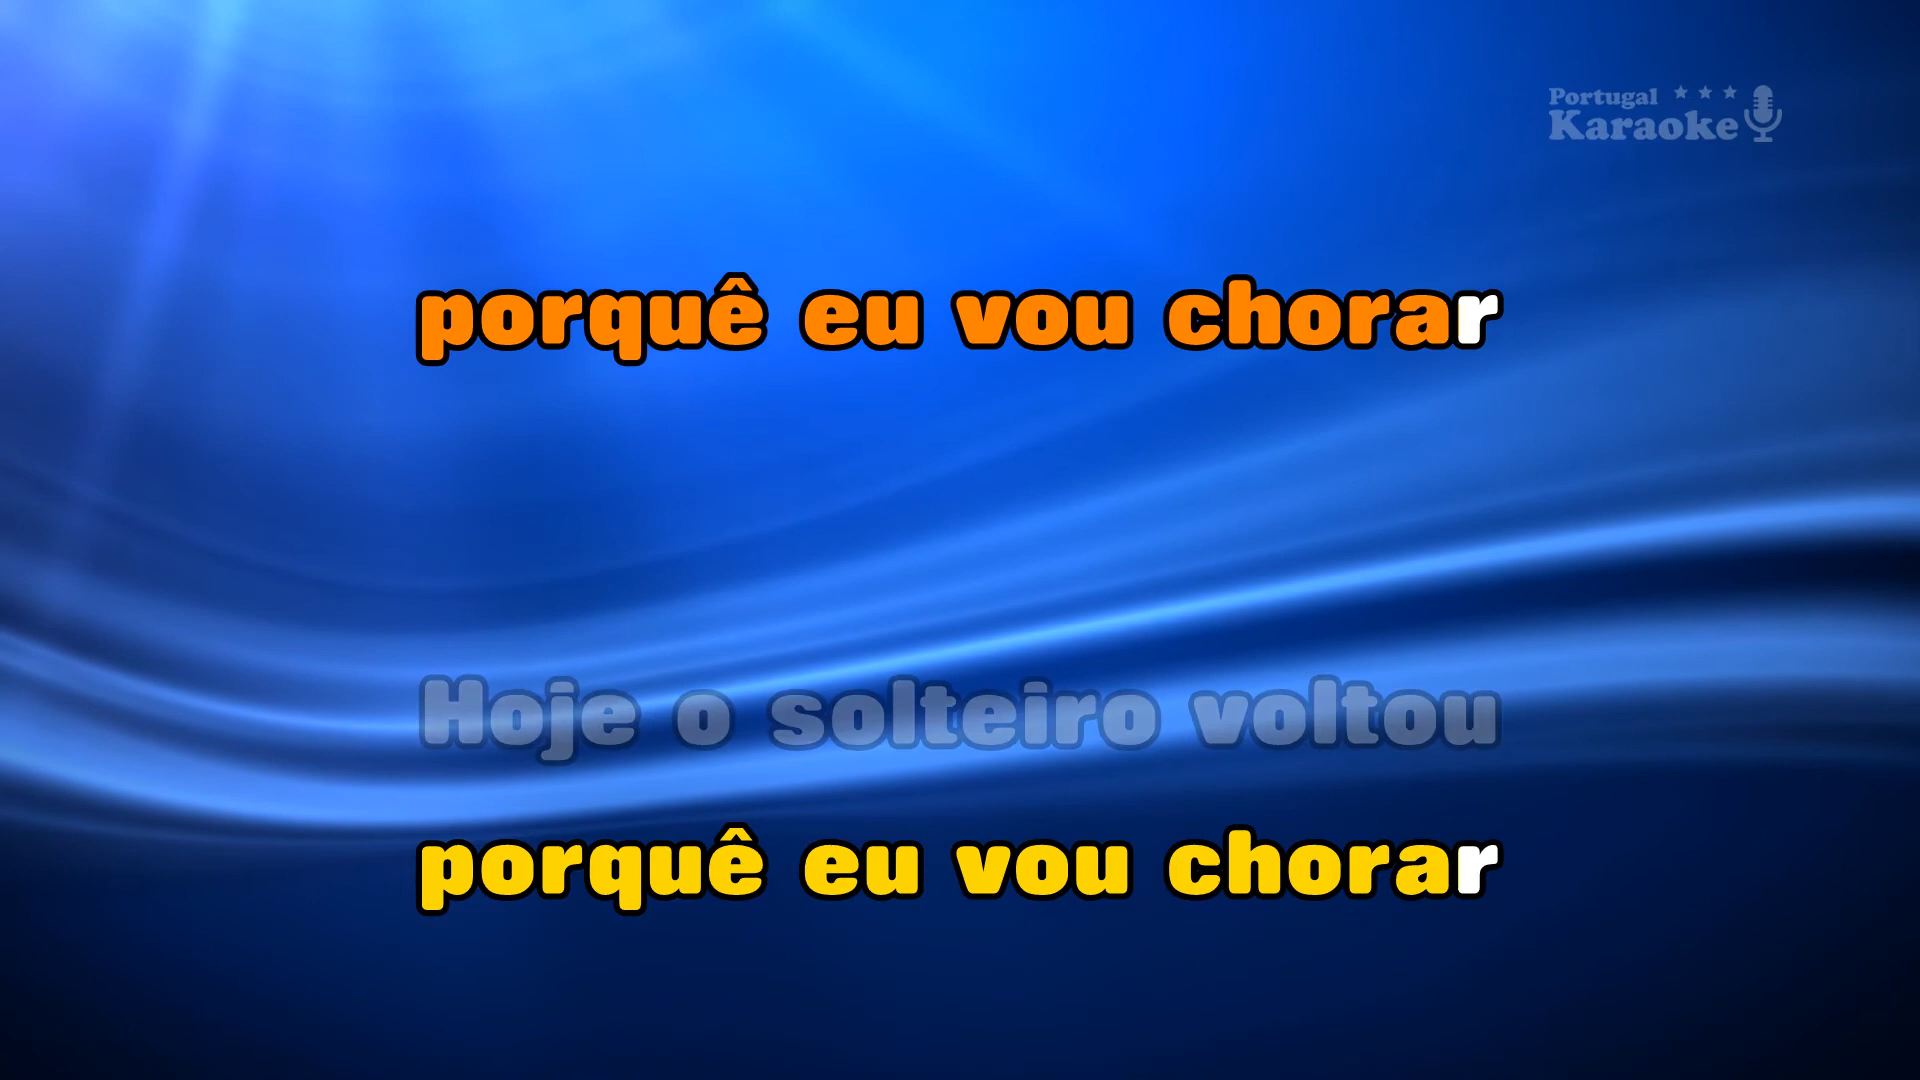 Portugal
Karaoke
porquê eu vou chorar
Hoje o solteiro voltou
porquê eu vou chorar